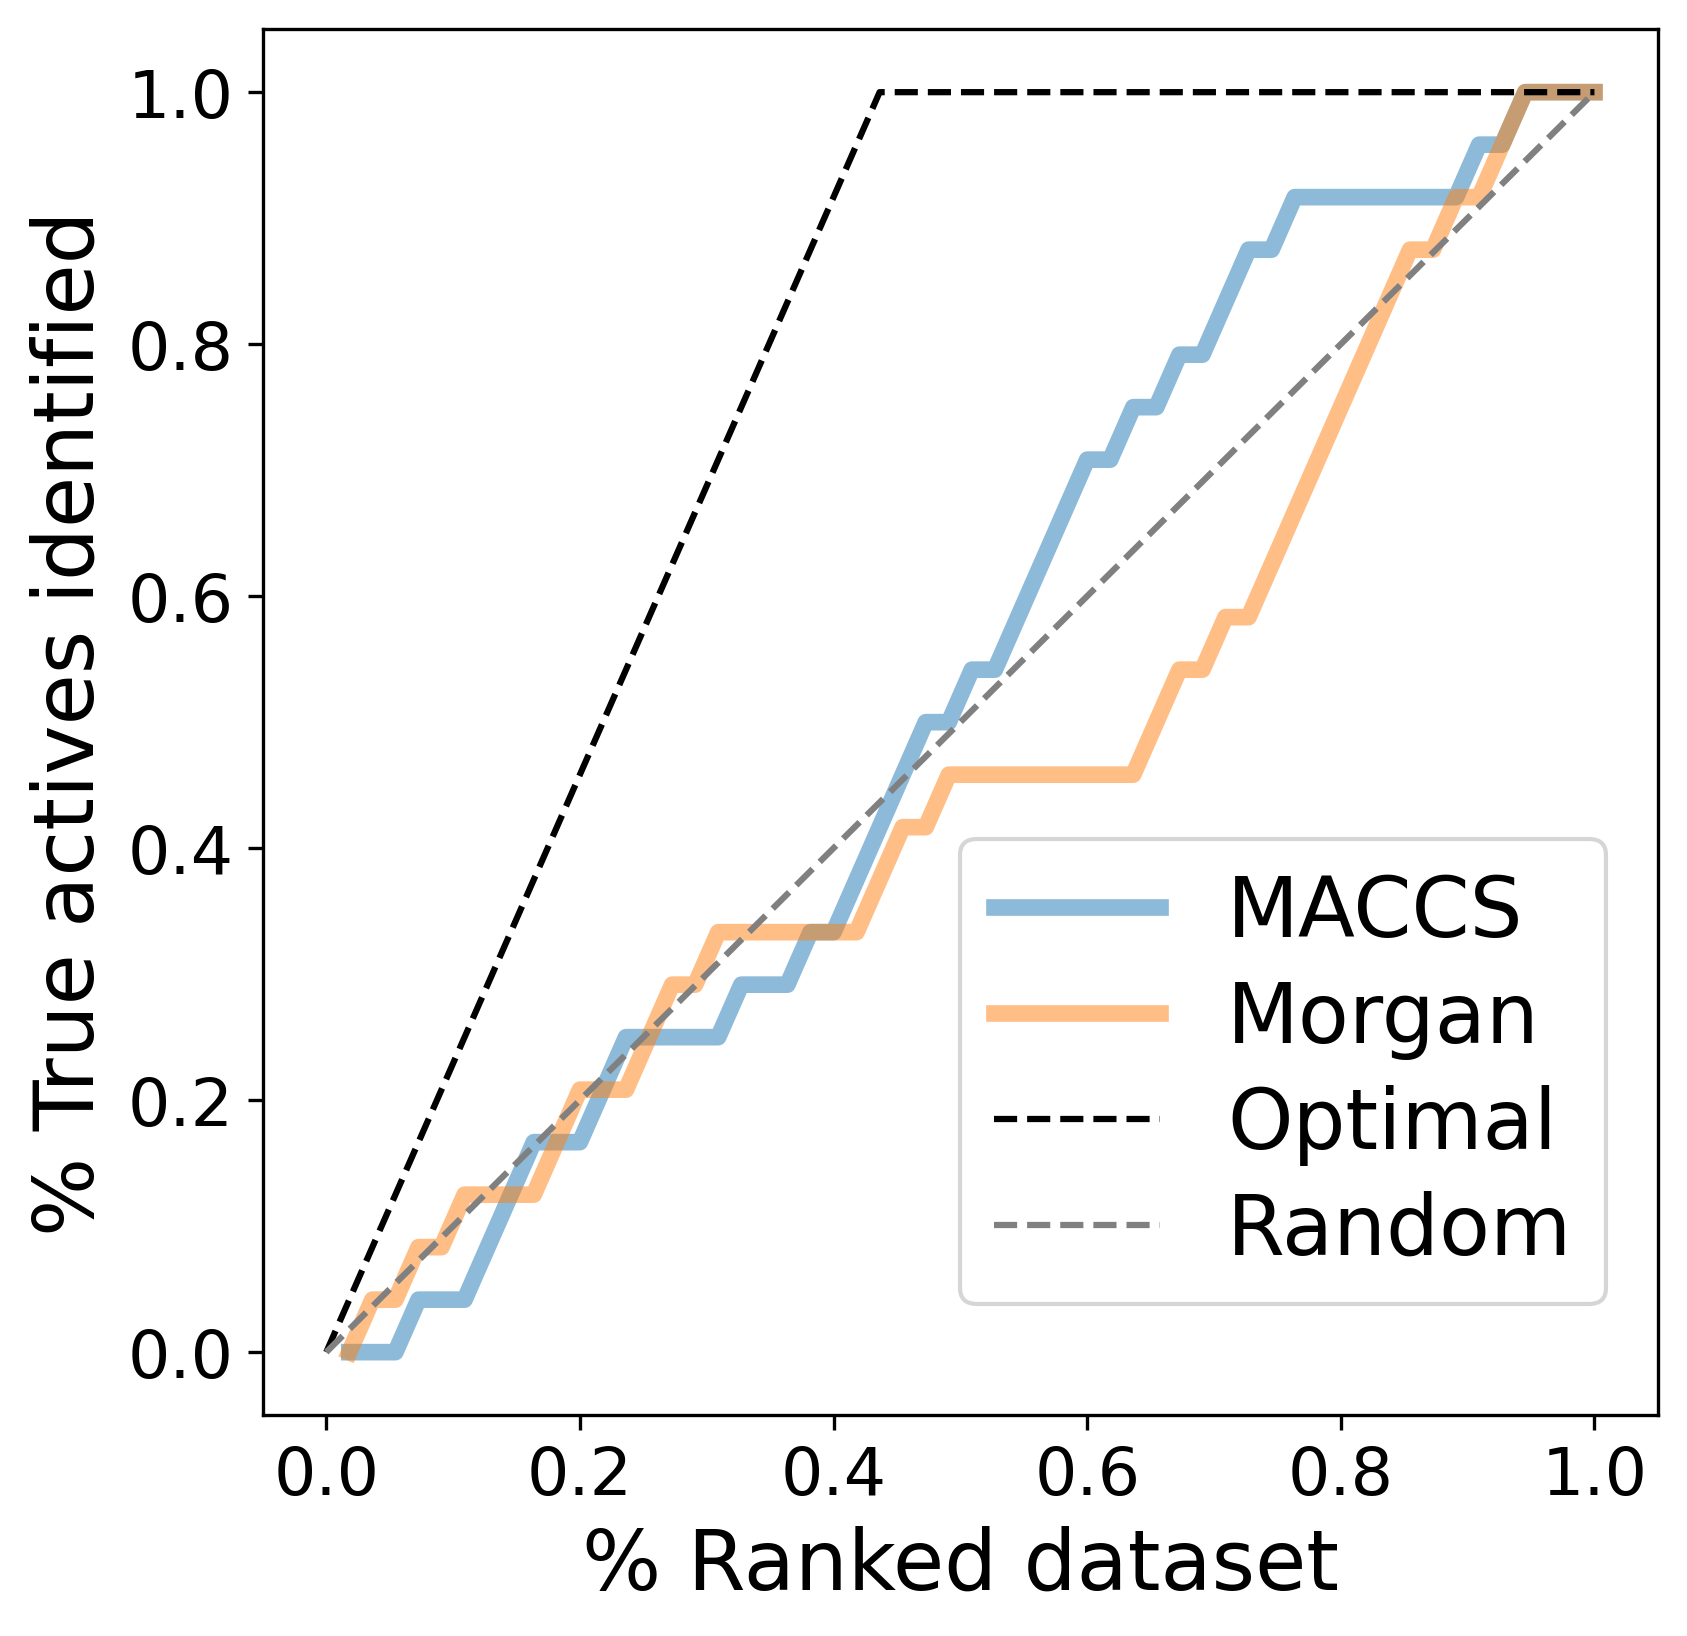 % True actives identified
1.0
0.8
0.6
0.4
0.2
0.0
MACCS
Morgan
Optimal
Random
0.0 0.2 0.4 0.6 0.8 1.0
% Ranked dataset